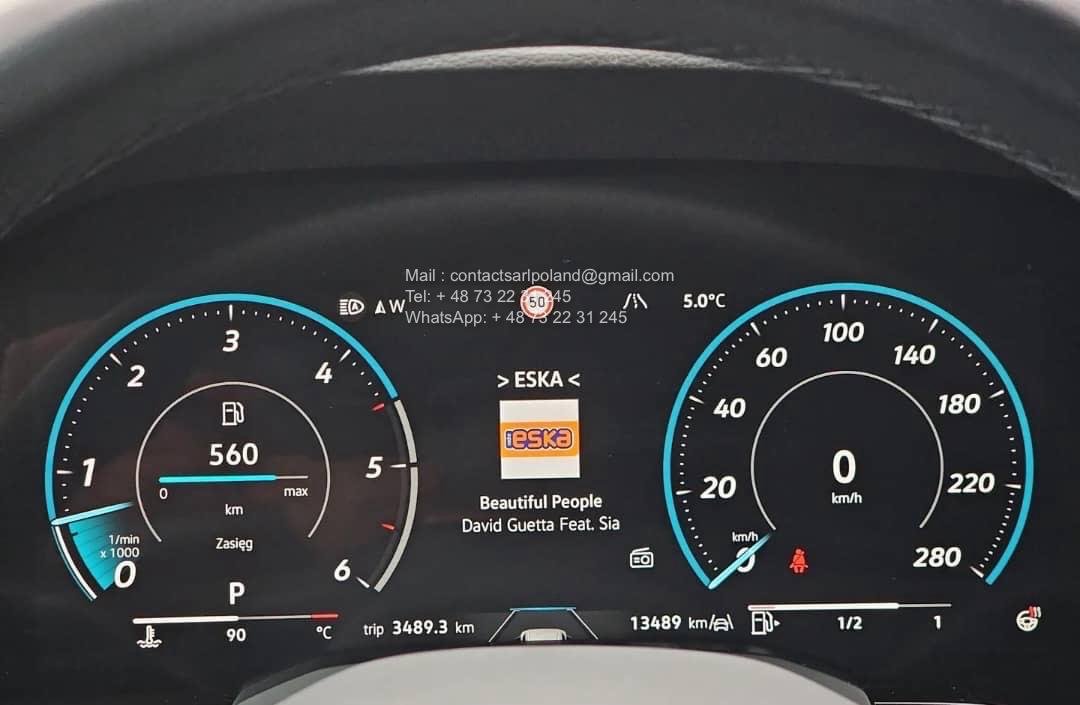 Mail : contactsarlpoland@gmail.com
Tel: + 48 73 22 31 245
WhatsApp: + 48 73 22 31 245
A W
50
5.0°C
> ESKA <
eska
Beautiful People
David Guetta Feat. Sia
0
1
2
3
4
5
6
1/min
x 1000
560
0
max
km
Zasięg
P
90
°C
trip 3489.3 km
13489 km
0
20
40
60
100
140
180
220
280
km/h
0
km/h
1/2
1